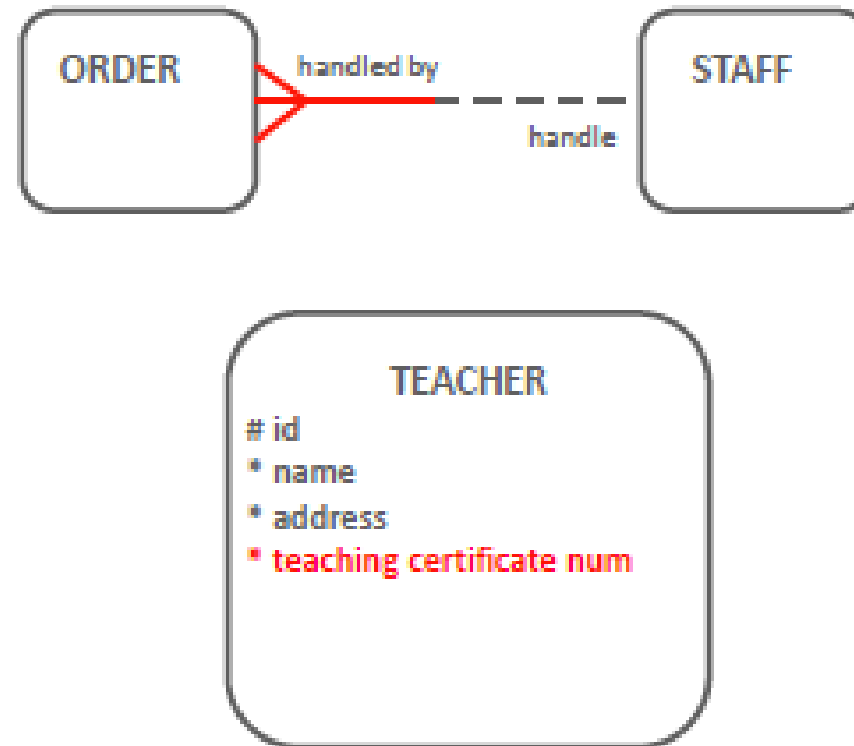 ORDER
handled by
STAFF
handle
TEACHER
# id
* name
* address
* teaching certificate num